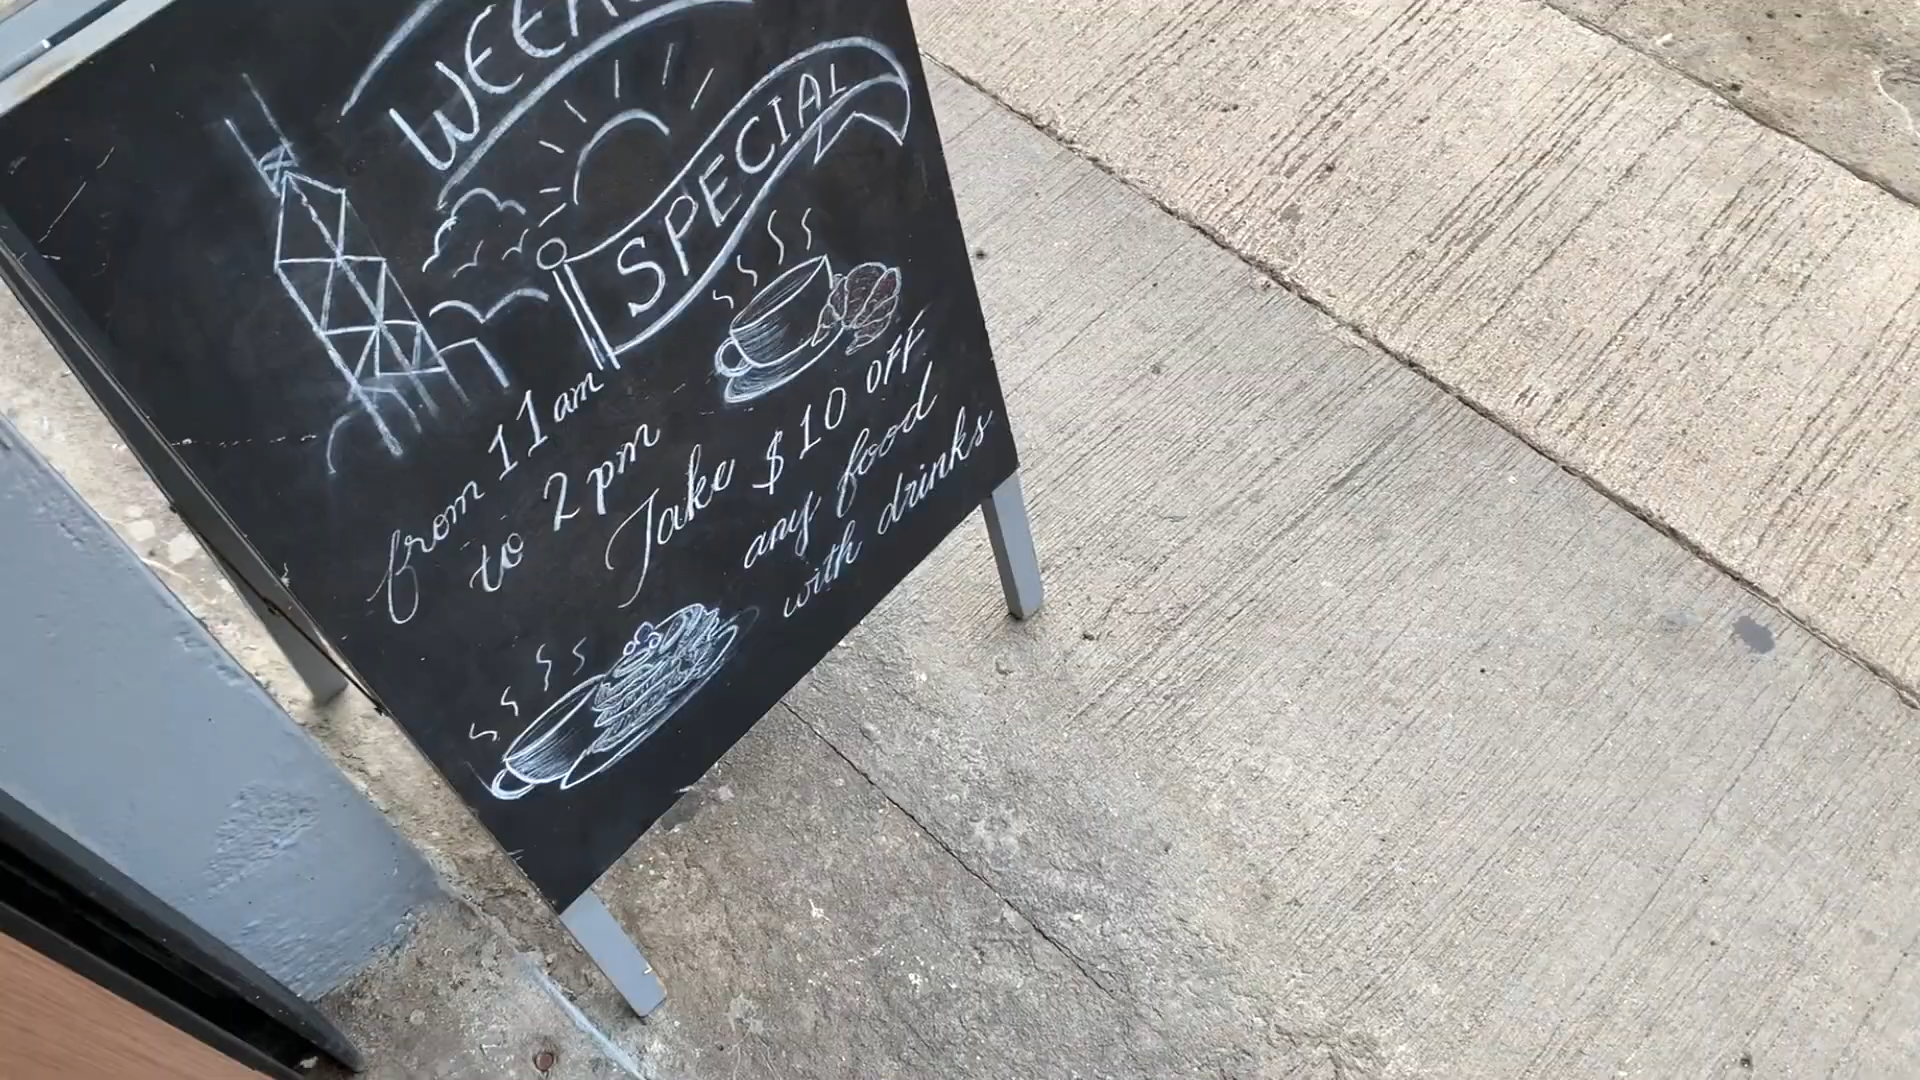 SPECIAL
from 11am
to 2pm
Take $10 OFF
any food
with drinks